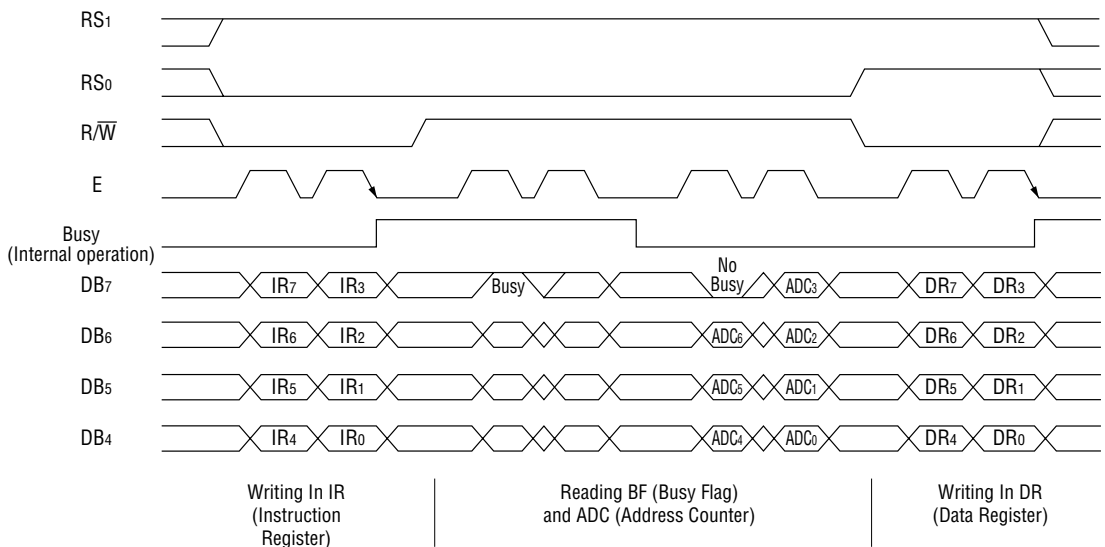 RS1
RS0
R/W̅
E
Busy
(Internal operation)
DB7 IR7 IR3 Busy No Busy ADC3 DR7 DR3
DB6 IR6 IR2 ADC6 ADC2 DR6 DR2
DB5 IR5 IR1 ADC5 ADC1 DR5 DR1
DB4 IR4 IR0 ADC4 ADC0 DR4 DR0
Writing In IR
(Instruction
Register)
Reading BF (Busy Flag)
and ADC (Address Counter)
Writing In DR
(Data Register)